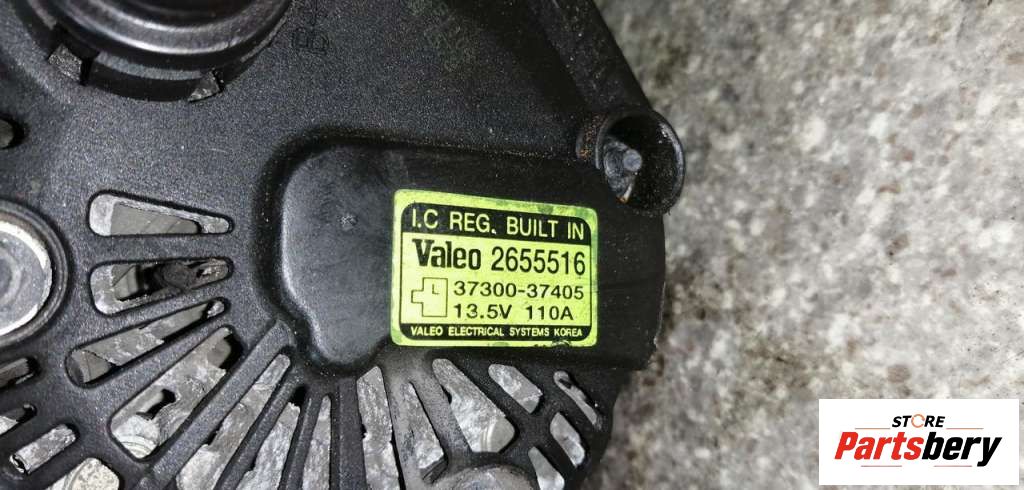 I.C REG. BUILT IN
Valeo 2655516
L 37300-37405
13.5V 110A
VALEO ELECTRICAL SYSTEMS KOREA
STORE
Partsbery